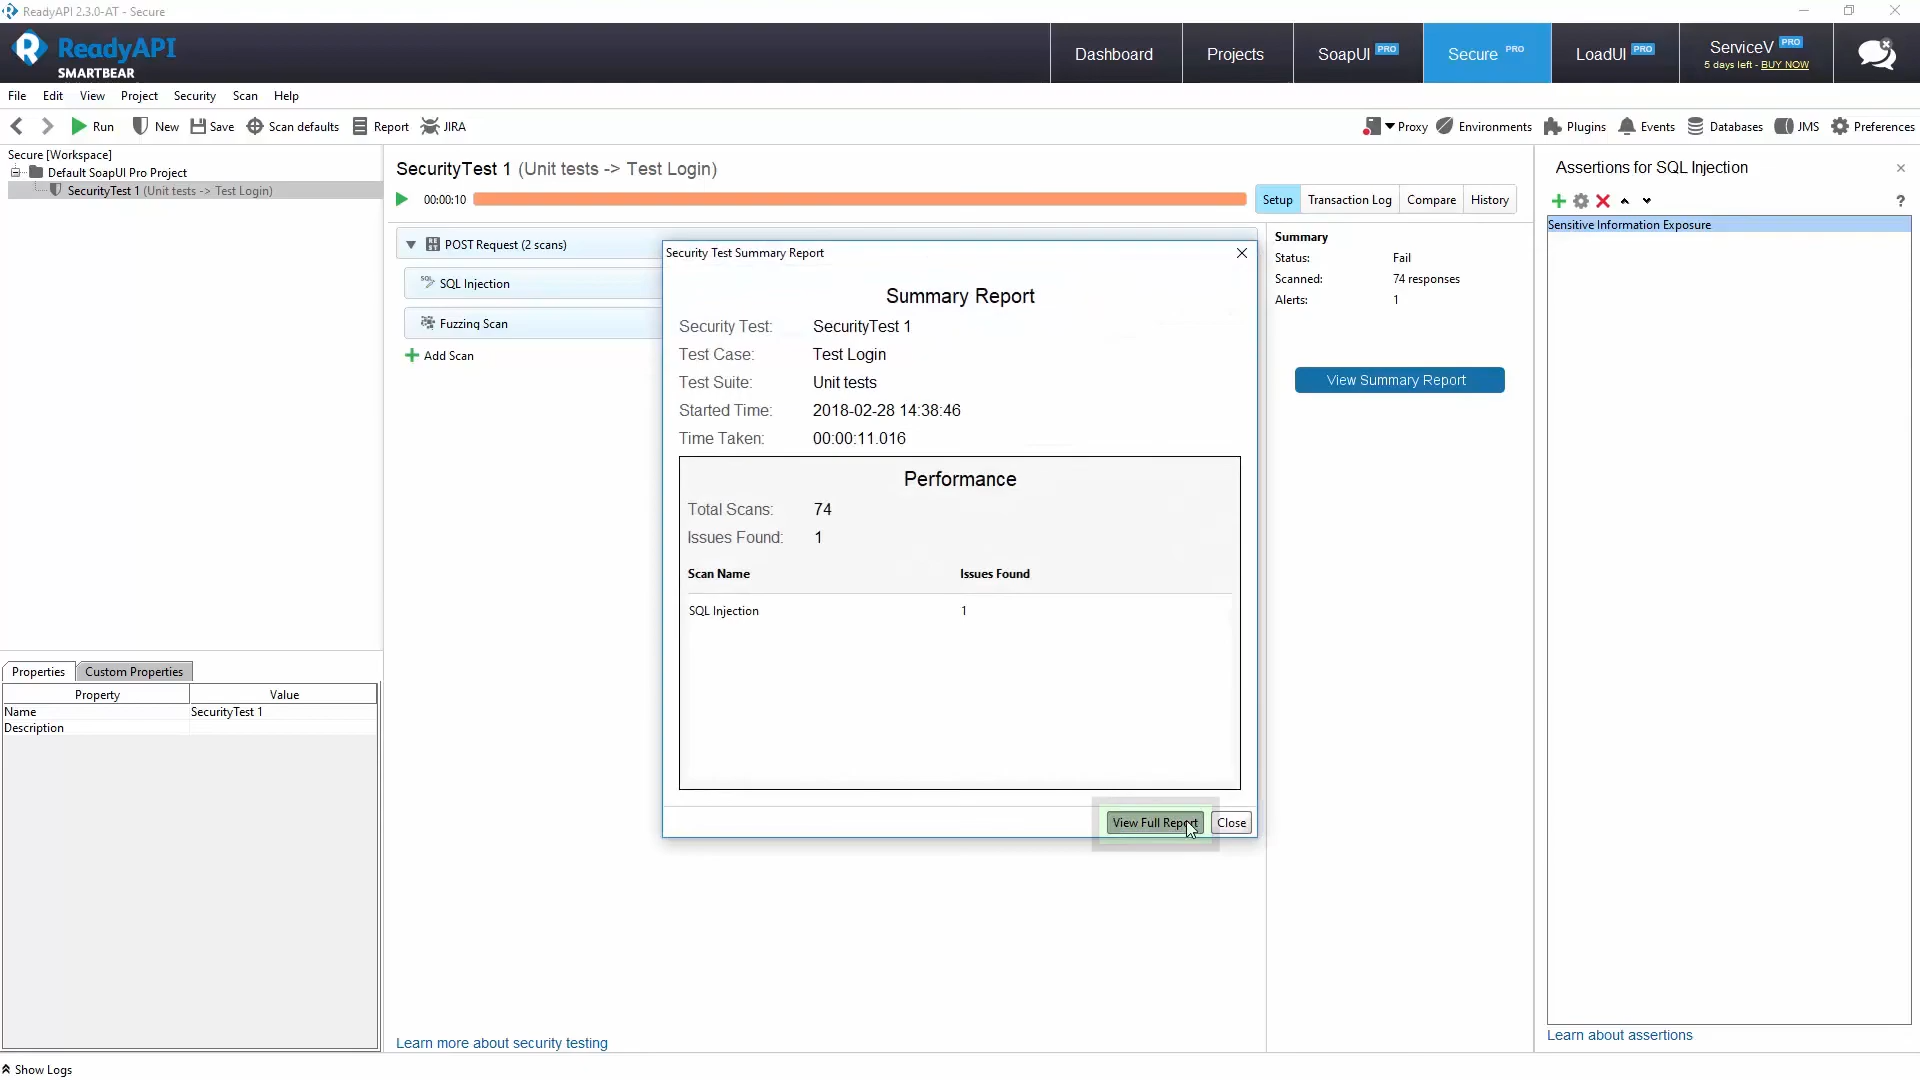 ReadyAPI 2.3.0-AT - Secure
ReadyAPI
SMARTBEAR
Dashboard
Projects
SoapUI PRO
Secure PRO
LoadUI PRO
ServiceV PRO
5 days left - BUY NOW
File Edit View Project Security Scan Help
Run New Save Scan defaults Report JIRA
Proxy Environments Plugins Events Databases JMS Preferences
Secure [Workspace]
Default SoapUI Pro Project
SecurityTest 1 (Unit tests -> Test Login)
SecurityTest 1 (Unit tests -> Test Login)
00:00:10
Setup Transaction Log Compare History
POST Request (2 scans)
SQL Injection
Fuzzing Scan
Add Scan
Security Test Summary Report
Summary Report
Security Test: SecurityTest 1
Test Case: Test Login
Test Suite: Unit tests
Started Time: 2018-02-28 14:38:46
Time Taken: 00:00:11.016
Performance
Total Scans: 74
Issues Found: 1
Scan Name Issues Found
SQL Injection 1
View Full Report Close
Summary
Status: Fail
Scanned: 74 responses
Alerts: 1
View Summary Report
Assertions for SQL Injection
?
Sensitive Information Exposure
Learn about assertions
Properties Custom Properties
Property Value
Name SecurityTest 1
Description
Learn more about security testing
Show Logs